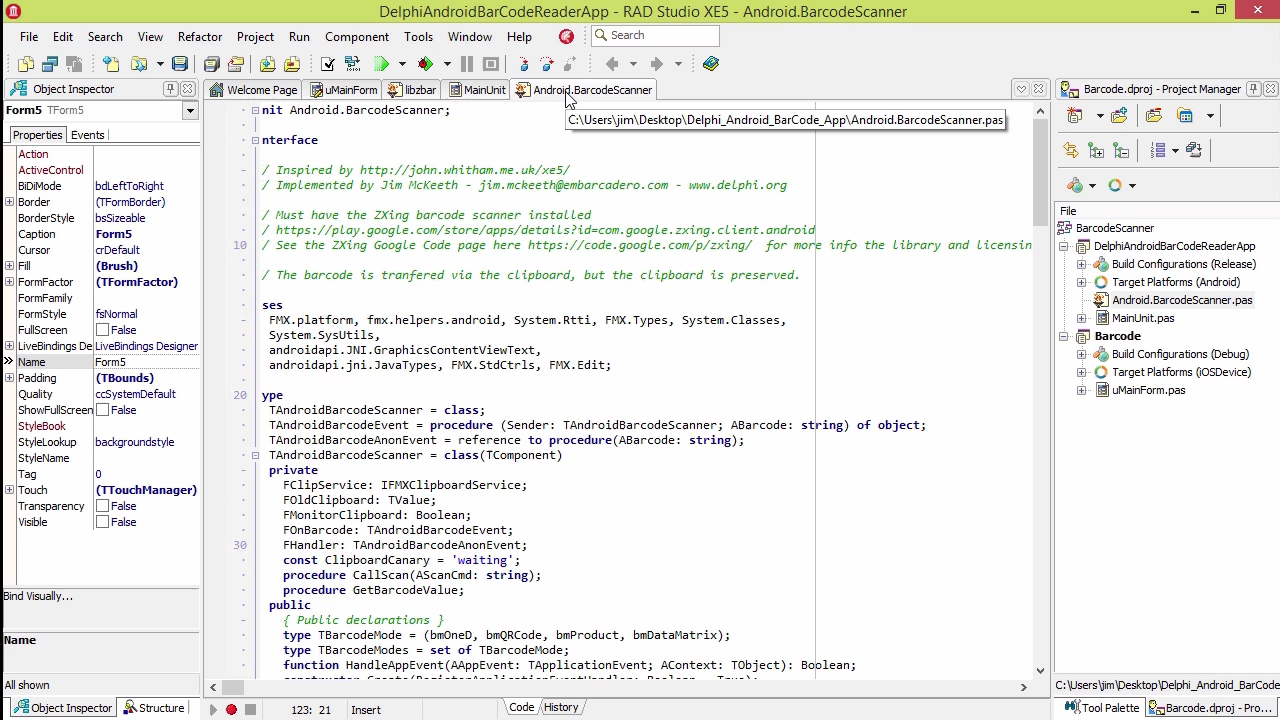 DelphiAndroidBarCodeReaderApp - RAD Studio XE5 - Android.BarcodeScanner
File Edit Search View Refactor Project Run Component Tools Window Help Search
Object Inspector
Form5 TForm5
Properties Events
Action
ActiveControl
BiDiMode bdLeftToRight
Border (TFormBorder)
BorderStyle bsSizeable
Caption Form5
Cursor crDefault
Fill (Brush)
FormFactor (TFormFactor)
FormFamily
FormStyle fsNormal
FullScreen False
LiveBindings De LiveBindings Designer
Name Form5
Padding (TBounds)
Quality ccSystemDefault
ShowFullScreen False
StyleBook
StyleLookup backgroundstyle
StyleName
Tag 0
Touch (TTouchManager)
Transparency False
Visible False
Bind Visually...
Name
All shown
Object Inspector Structure
Welcome Page uMainForm libzbar MainUnit Android.BarcodeScanner
C:\Users\jim\Desktop\Delphi_Android_BarCode_App\Android.BarcodeScanner.pas
nit Android.BarcodeScanner;
nterface
/ Inspired by http://john.whitham.me.uk/xe5/
/ Implemented by Jim McKeeth - jim.mckeeth@embarcadero.com - www.delphi.org
/ Must have the ZXing barcode scanner installed
/ https://play.google.com/store/apps/details?id=com.google.zxing.client.android
10 / See the ZXing Google Code page here https://code.google.com/p/zxing/  for more info the library and licensin
/ The barcode is tranfered via the clipboard, but the clipboard is preserved.
ses
FMX.platform, fmx.helpers.android, System.Rtti, FMX.Types, System.Classes,
System.SysUtils,
androidapi.JNI.GraphicsContentViewText,
androidapi.jni.JavaTypes, FMX.StdCtrls, FMX.Edit;
20 ype
TAndroidBarcodeScanner = class;
TAndroidBarcodeEvent = procedure (Sender: TAndroidBarcodeScanner; ABarcode: string) of object;
TAndroidBarcodeAnonEvent = reference to procedure(ABarcode: string);
TAndroidBarcodeScanner = class(TComponent)
private
FClipService: IFMXClipboardService;
FOldClipboard: TValue;
FMonitorClipboard: Boolean;
FOnBarcode: TAndroidBarcodeEvent;
30 FHandler: TAndroidBarcodeAnonEvent;
const ClipboardCanary = 'waiting';
procedure CallScan(AScanCmd: string);
procedure GetBarcodeValue;
public
{ Public declarations }
type TBarcodeMode = (bmOneD, bmQRCode, bmProduct, bmDataMatrix);
type TBarcodeModes = set of TBarcodeMode;
function HandleAppEvent(AAppEvent: TApplicationEvent; AContext: TObject): Boolean;
123: 21 Insert Code History
Barcode.dproj - Project Manager
File
BarcodeScanner
DelphiAndroidBarCodeReaderApp
Build Configurations (Release)
Target Platforms (Android)
Android.BarcodeScanner.pas
MainUnit.pas
Barcode
Build Configurations (Debug)
Target Platforms (iOSDevice)
uMainForm.pas
C:\Users\jim\Desktop\Delphi_Android_BarCode
Tool Palette Barcode.dproj - Pro...